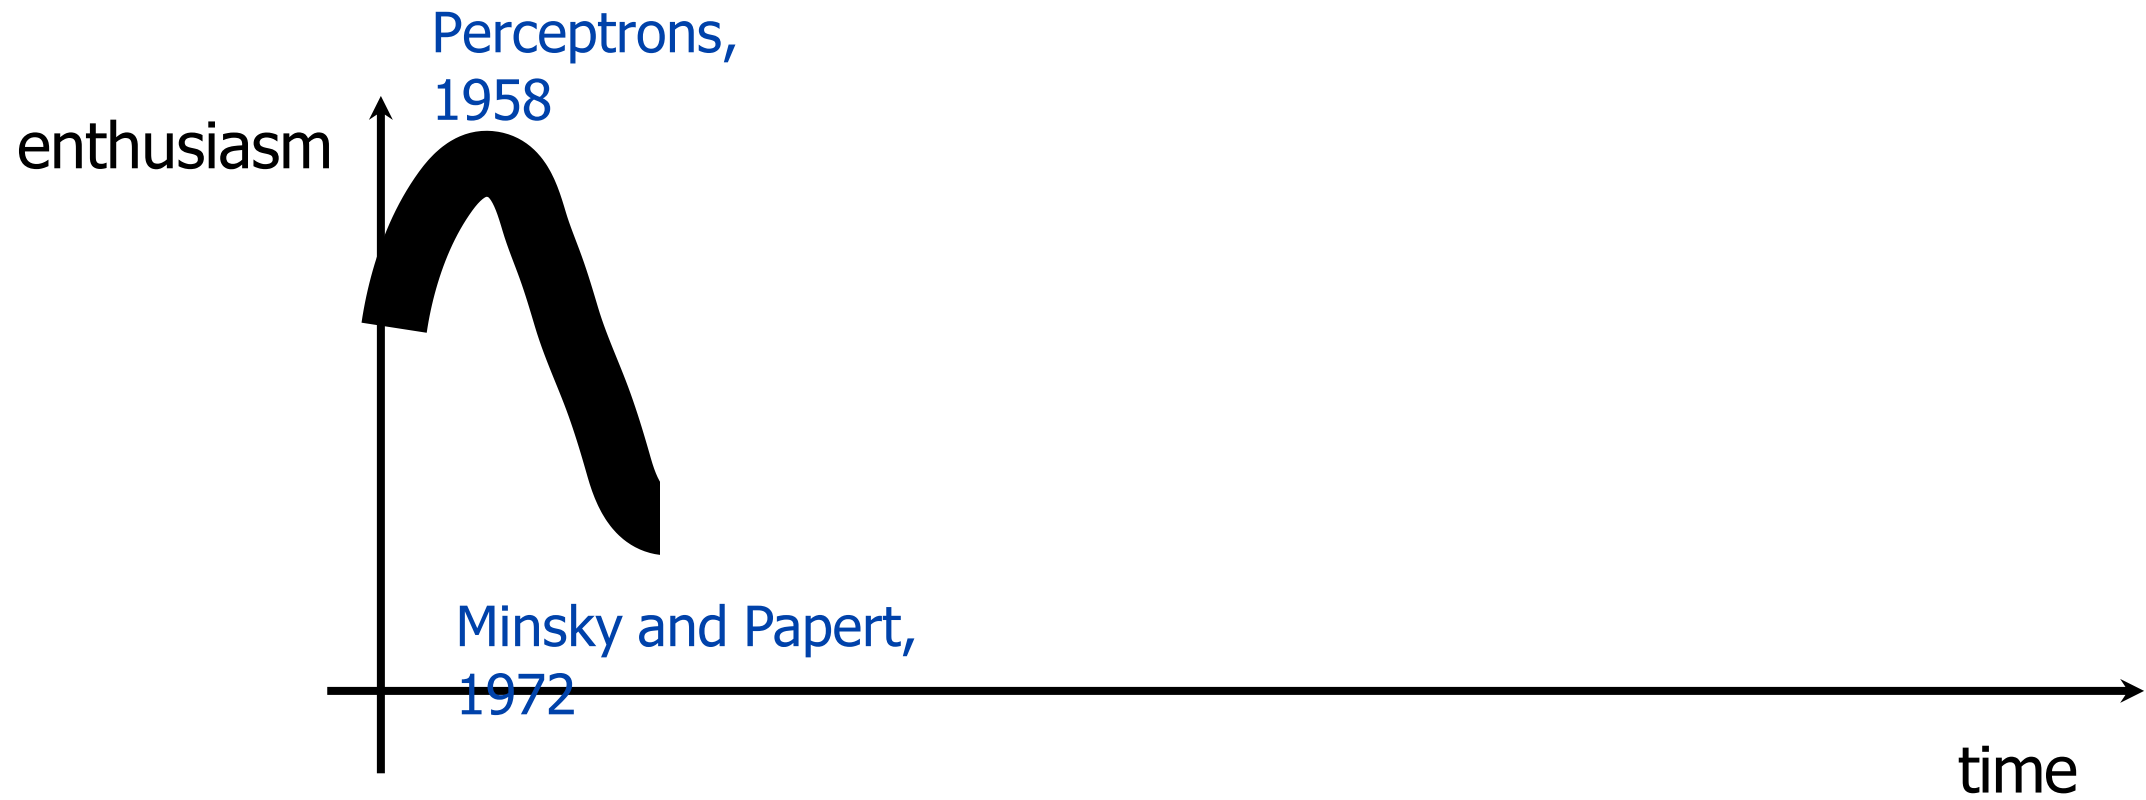 Perceptrons,
1958
enthusiasm
Minsky and Papert,
1972
time